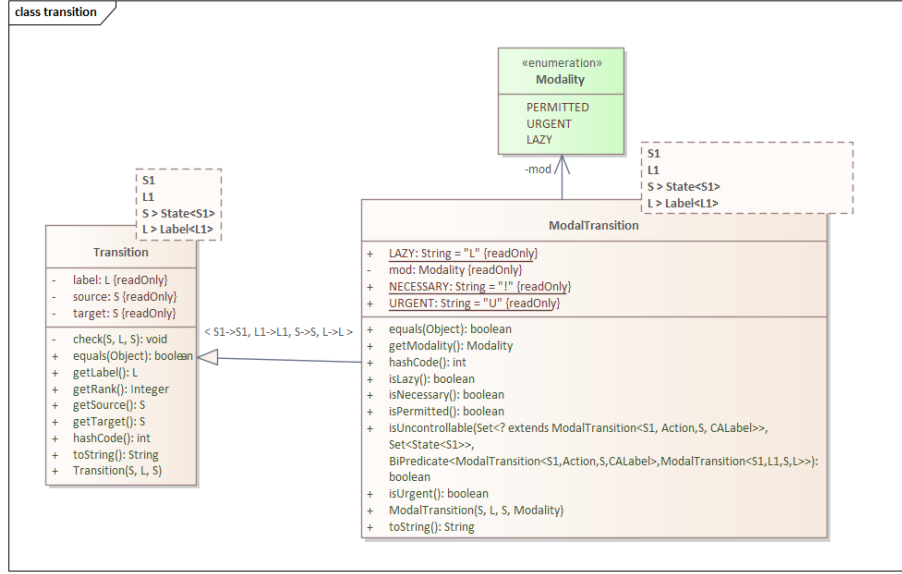 class transition
«enumeration»
Modality
PERMITTED
URGENT
LAZY
-mod
S1
L1
S > State<S1>
L > Label<L1>
ModalTransition
+ LAZY: String = "L" {readOnly}
- mod: Modality {readOnly}
+ NECESSARY: String = "!" {readOnly}
+ URGENT: String = "U" {readOnly}
+ equals(Object): boolean
+ getModality(): Modality
+ hashCode(): int
+ isLazy(): boolean
+ isNecessary(): boolean
+ isPermitted(): boolean
+ isUncontrollable(Set<? extends ModalTransition<S1, Action,S, CALabel>>,
Set<State<S1>>,
BiPredicate<ModalTransition<S1,Action,S,CALabel>,ModalTransition<S1,L1,S,L>>):
boolean
+ isUrgent(): boolean
+ ModalTransition(S, L, S, Modality)
+ toString(): String
S1
L1
S > State<S1>
L > Label<L1>
Transition
- label: L {readOnly}
- source: S {readOnly}
- target: S {readOnly}
- check(S, L, S): void
+ equals(Object): boolean
+ getLabel(): L
+ getRank(): Integer
+ getSource(): S
+ getTarget(): S
+ hashCode(): int
+ toString(): String
+ Transition(S, L, S)
< S1->S1, L1->L1, S->S, L->L >